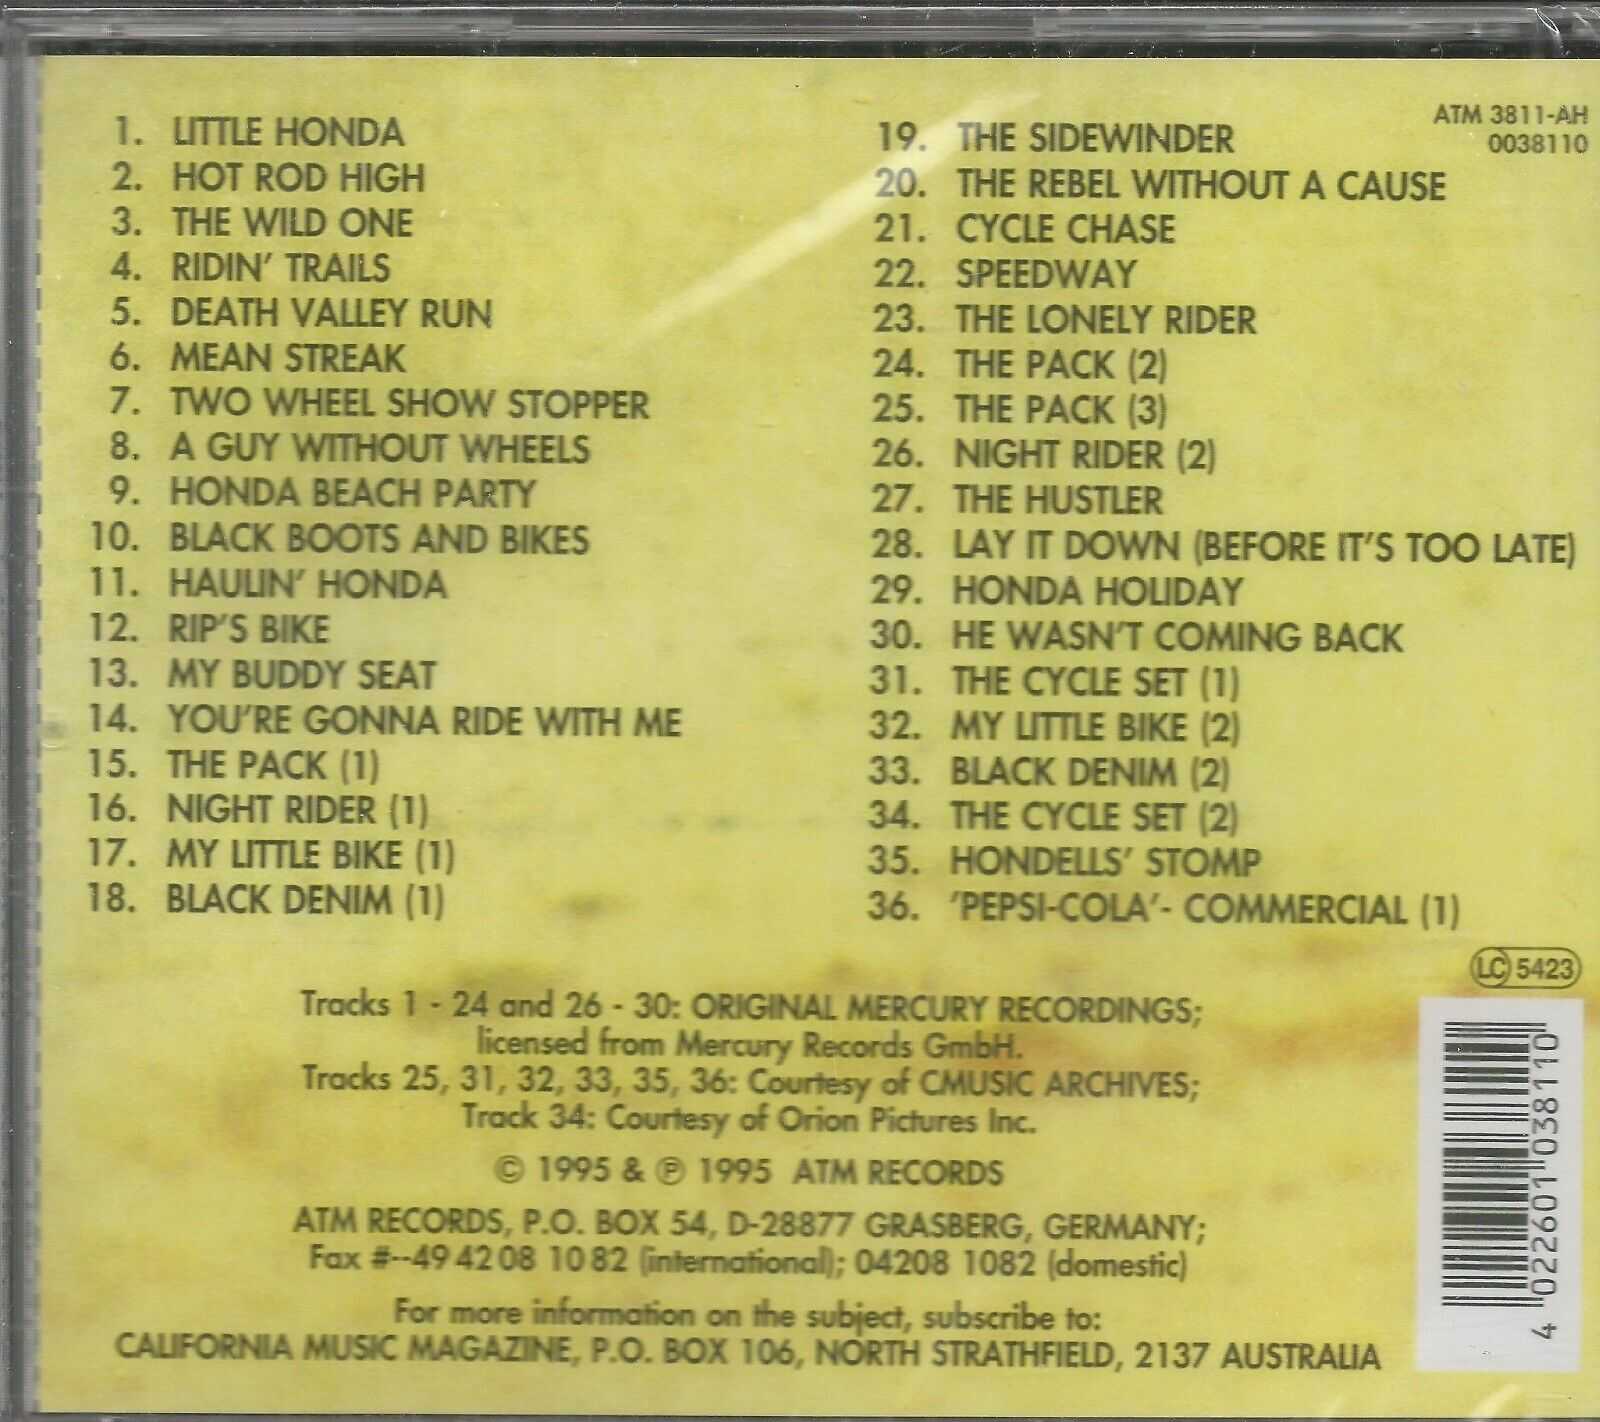 1. LITTLE HONDA
2. HOT ROD HIGH
3. THE WILD ONE
4. RIDIN' TRAILS
5. DEATH VALLEY RUN
6. MEAN STREAK
7. TWO WHEEL SHOW STOPPER
8. A GUY WITHOUT WHEELS
9. HONDA BEACH PARTY
10. BLACK BOOTS AND BIKES
11. HAULIN' HONDA
12. RIP'S BIKE
13. MY BUDDY SEAT
14. YOU'RE GONNA RIDE WITH ME
15. THE PACK (1)
16. NIGHT RIDER (1)
17. MY LITTLE BIKE (1)
18. BLACK DENIM (1)
ATM 3811-AH
0038110
19. THE SIDEWINDER
20. THE REBEL WITHOUT A CAUSE
21. CYCLE CHASE
22. SPEEDWAY
23. THE LONELY RIDER
24. THE PACK (2)
25. THE PACK (3)
26. NIGHT RIDER (2)
27. THE HUSTLER
28. LAY IT DOWN (BEFORE IT'S TOO LATE)
29. HONDA HOLIDAY
30. HE WASN'T COMING BACK
31. THE CYCLE SET (1)
32. MY LITTLE BIKE (2)
33. BLACK DENIM (2)
34. THE CYCLE SET (2)
35. HONDELLS' STOMP
36. 'PEPSI-COLA'- COMMERCIAL (1)
LC 5423
Tracks 1 - 24 and 26 - 30: ORIGINAL MERCURY RECORDINGS;
licensed from Mercury Records GmbH.
Tracks 25, 31, 32, 33, 35, 36: Courtesy of CMUSIC ARCHIVES;
Track 34: Courtesy of Orion Pictures Inc.
© 1995 & ℗ 1995 ATM RECORDS
ATM RECORDS, P.O. BOX 54, D-28877 GRASBERG, GERMANY;
Fax #--49 42 08 10 82 (international); 04208 1082 (domestic)
For more information on the subject, subscribe to:
CALIFORNIA MUSIC MAGAZINE, P.O. BOX 106, NORTH STRATHFIELD, 2137 AUSTRALIA
4 022601 038110